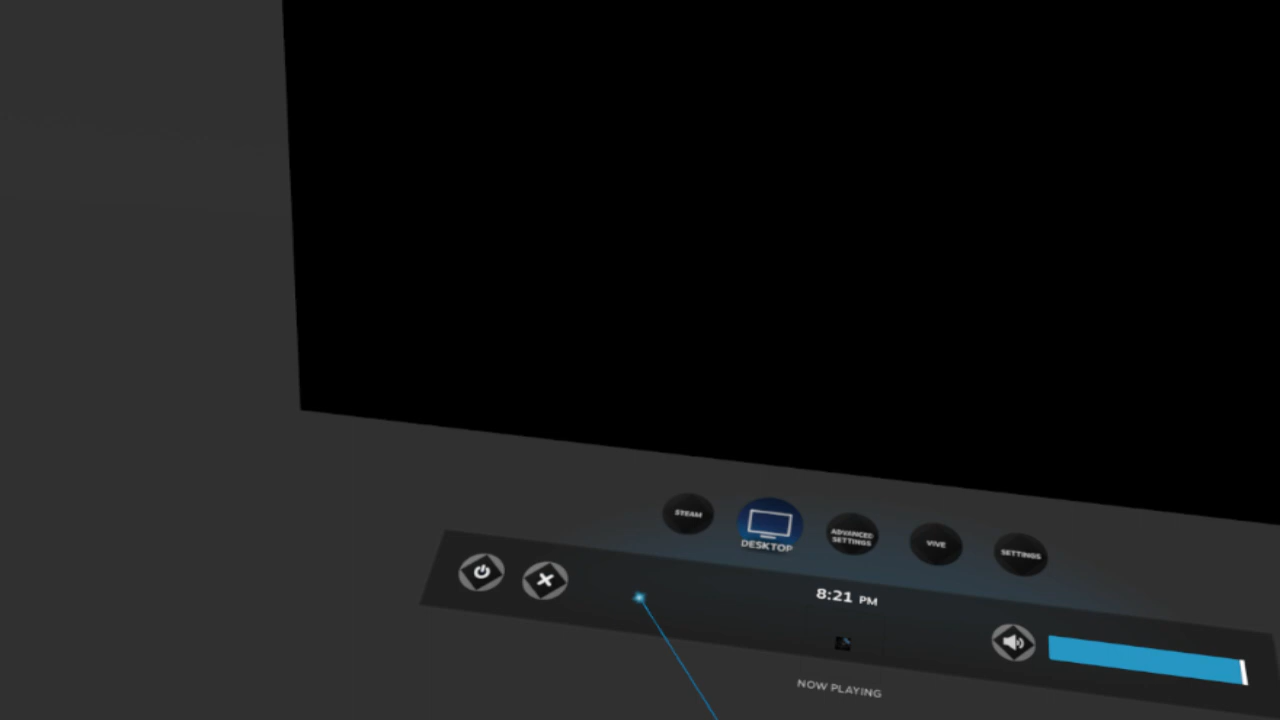 STEAM
DESKTOP
ADVANCED
SETTINGS
VIVE
SETTINGS
8:21 PM
NOW PLAYING